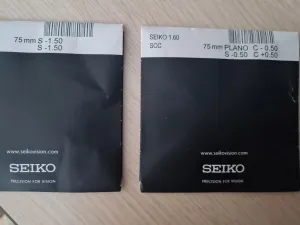 75 mm S -1.50
S -1.50
www.seikovision.com
SEIKO
PRECISION FOR VISION
SEIKO 1.60
SCC
75 mm PLANO C -0.50
S -0.50 C +0.50
www.seikovision.com
SEIKO
PRECISION FOR VISION